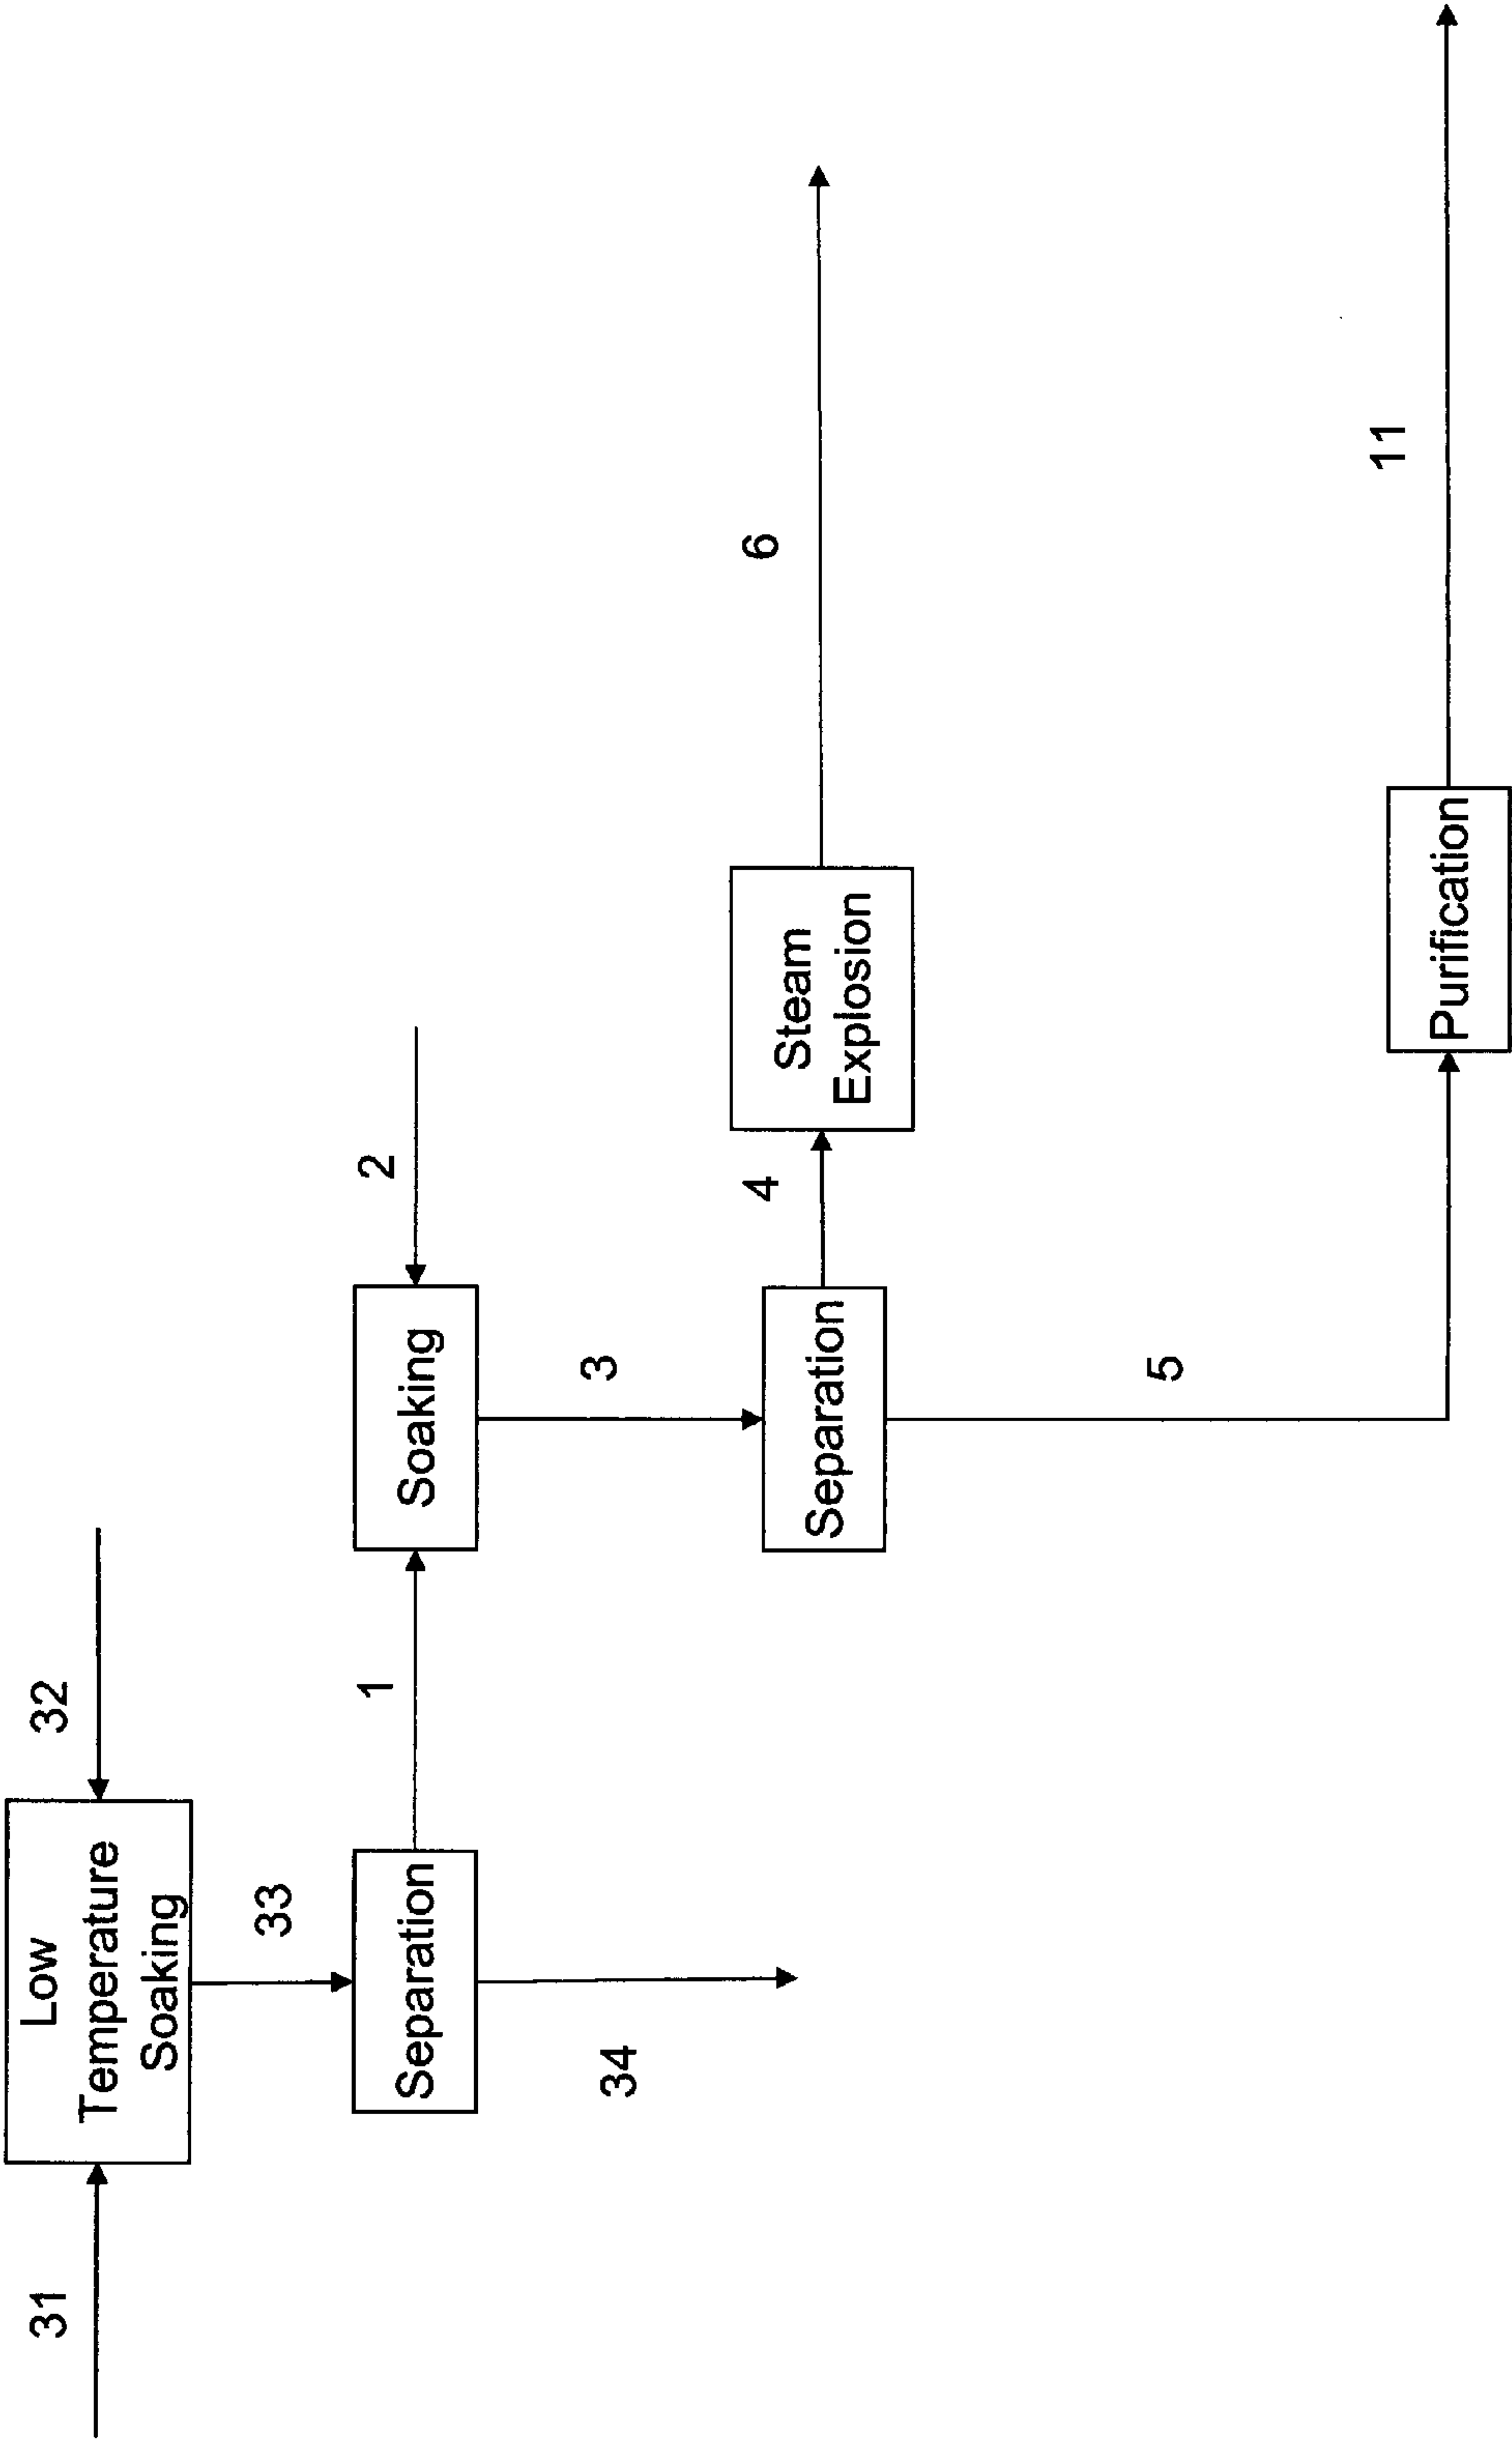 31
Low
Temperature
Soaking
32
33
Separation
34
1
Soaking
2
3
Separation
4
Steam
Explosion
6
5
Purification
11